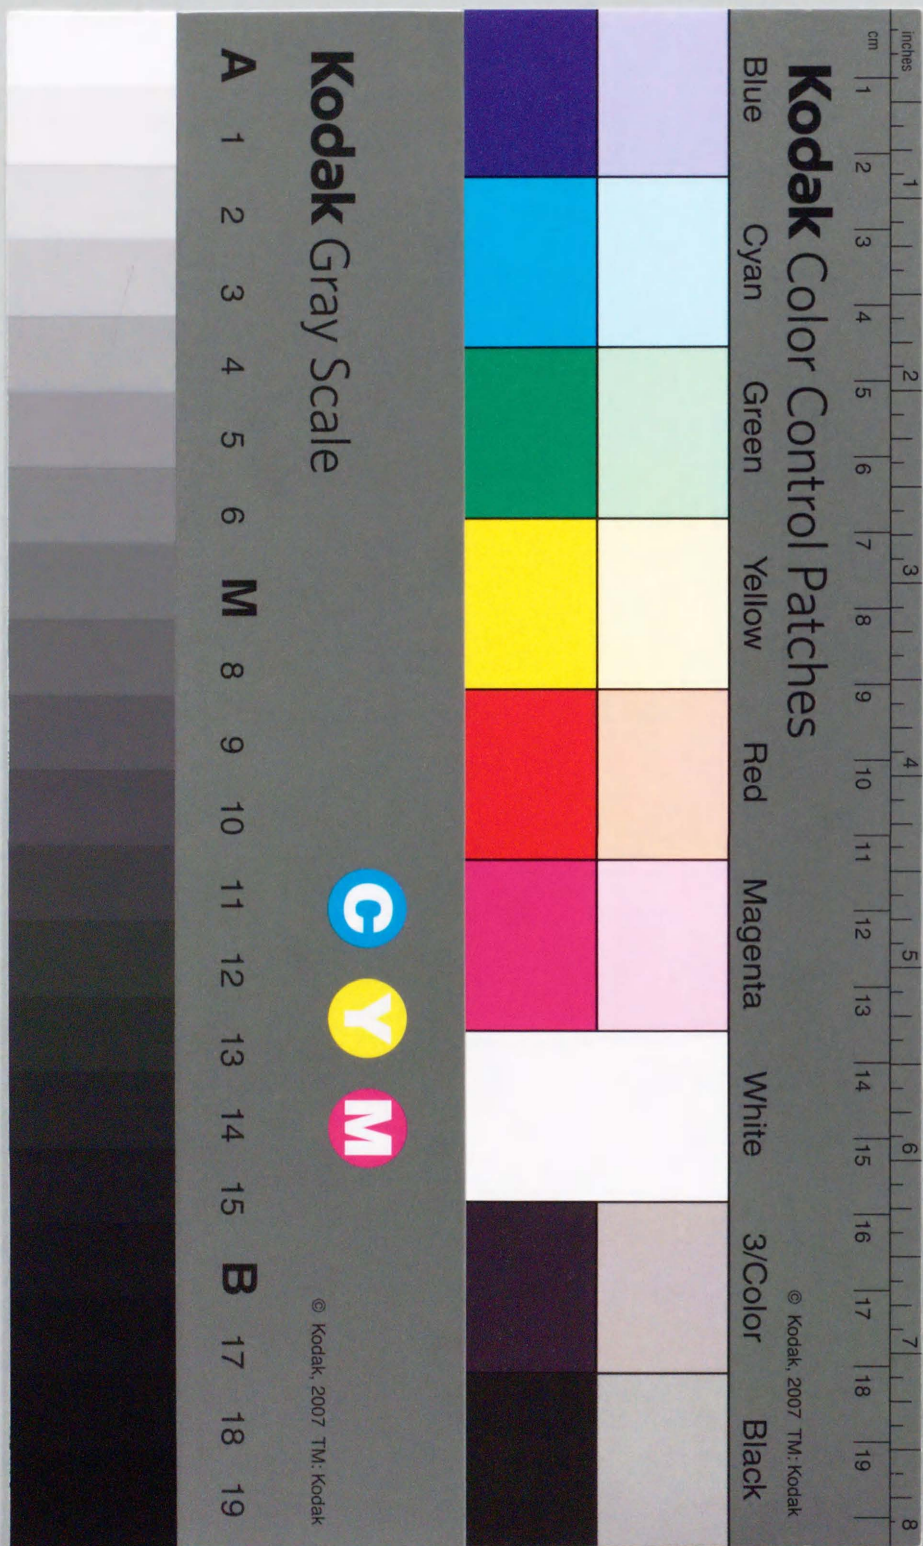 inches 1 2 3 4 5 6 7 8
cm 1 2 3 4 5 6 7 8 9 10 11 12 13 14 15 16 17 18 19
Kodak Color Control Patches
© Kodak, 2007 TM: Kodak
Blue Cyan Green Yellow Red Magenta White 3/Color Black
Kodak Gray Scale
C Y M
© Kodak, 2007 TM: Kodak
A 1 2 3 4 5 6 M 8 9 10 11 12 13 14 15 B 17 18 19